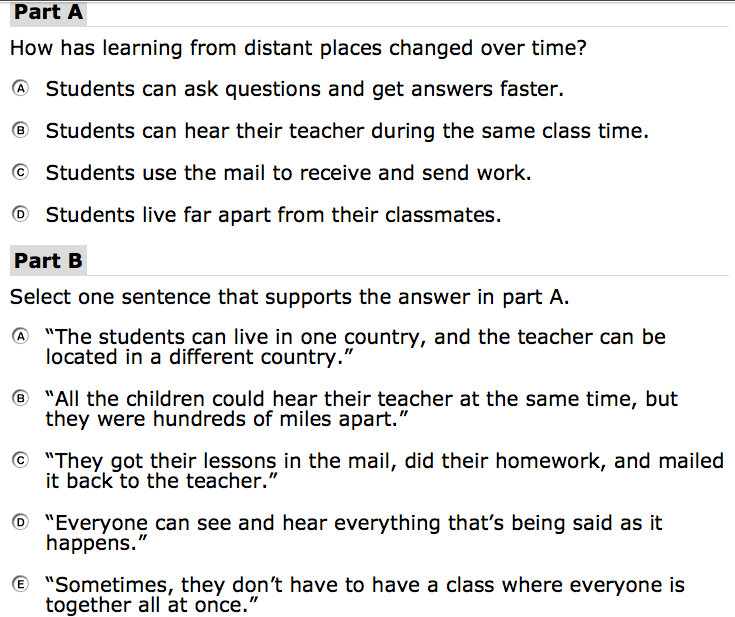 Part A
How has learning from distant places changed over time?
A Students can ask questions and get answers faster.
B Students can hear their teacher during the same class time.
C Students use the mail to receive and send work.
D Students live far apart from their classmates.
Part B
Select one sentence that supports the answer in part A.
A “The students can live in one country, and the teacher can be
located in a different country.”
B “All the children could hear their teacher at the same time, but
they were hundreds of miles apart.”
C “They got their lessons in the mail, did their homework, and mailed
it back to the teacher.”
D “Everyone can see and hear everything that’s being said as it
happens.”
E “Sometimes, they don’t have to have a class where everyone is
together all at once.”